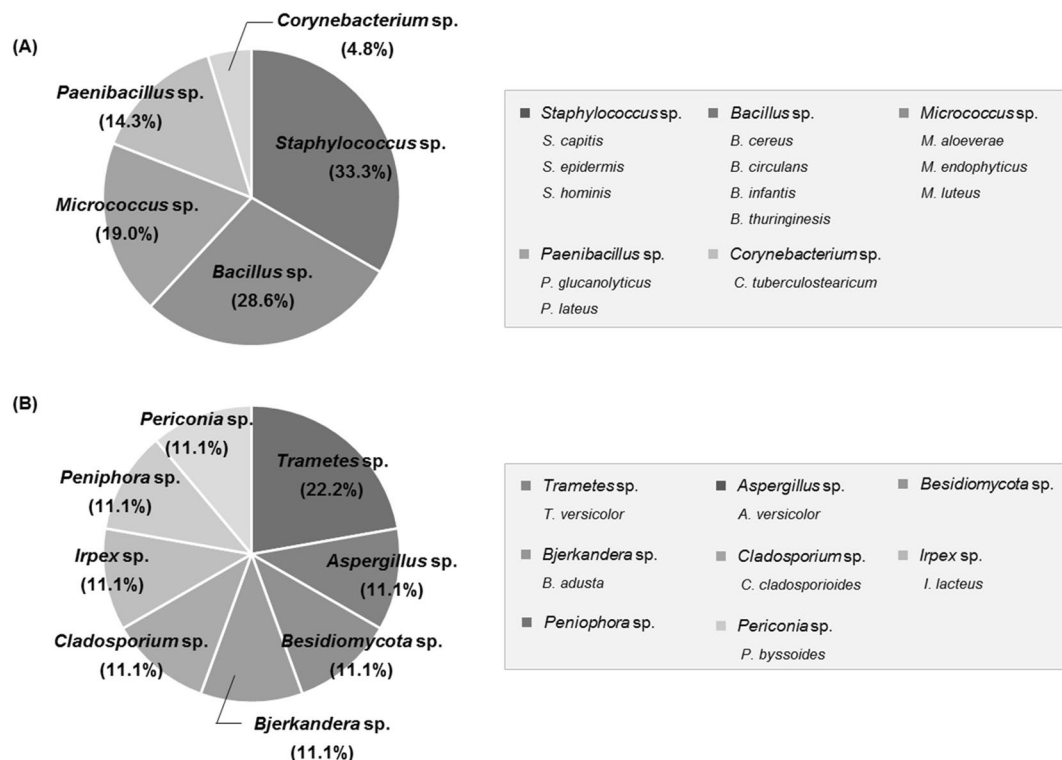 (A)
Corynebacterium sp.
(4.8%)
Paenibacillus sp.
(14.3%)
Staphylococcus sp.
(33.3%)
Micrococcus sp.
(19.0%)
Bacillus sp.
(28.6%)
Staphylococcus sp.
S. capitis
S. epidermis
S. hominis
Bacillus sp.
B. cereus
B. circulans
B. infantis
B. thuringinesis
Micrococcus sp.
M. aloeverae
M. endophyticus
M. luteus
Paenibacillus sp.
P. glucanolyticus
P. lateus
Corynebacterium sp.
C. tuberculostearicum
(B)
Periconia sp.
(11.1%)
Trametes sp.
(22.2%)
Peniphora sp.
(11.1%)
Irpex sp.
(11.1%)
Aspergillus sp.
(11.1%)
Cladosporium sp.
(11.1%)
Besidiomycota sp.
(11.1%)
Bjerkandera sp.
(11.1%)
Trametes sp.
T. versicolor
Aspergillus sp.
A. versicolor
Besidiomycota sp.
Bjerkandera sp.
B. adusta
Cladosporium sp.
C. cladosporioides
Irpex sp.
I. lacteus
Peniophora sp.
Periconia sp.
P. byssoides